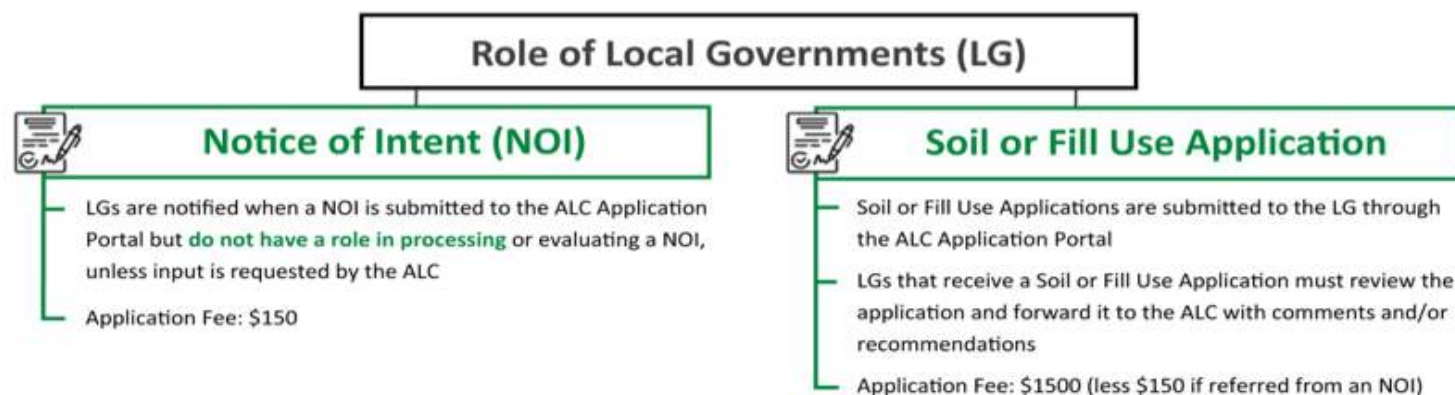 Role of Local Governments (LG)
Notice of Intent (NOI)
LGs are notified when a NOI is submitted to the ALC Application
Portal but do not have a role in processing or evaluating a NOI,
unless input is requested by the ALC
Application Fee: $150
Soil or Fill Use Application
Soil or Fill Use Applications are submitted to the LG through
the ALC Application Portal
LGs that receive a Soil or Fill Use Application must review the
application and forward it to the ALC with comments and/or
recommendations
Application Fee: $1500 (less $150 if referred from an NOI)